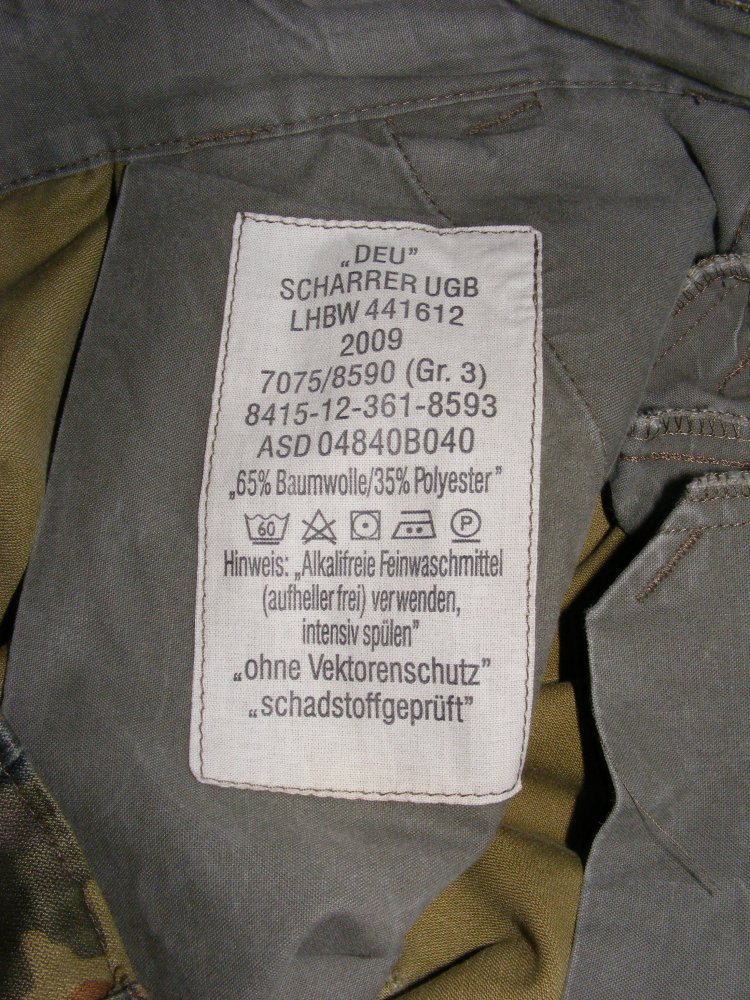 „DEU”
SCHARRER UGB
LHBW 441612
2009
7075/8590 (Gr. 3)
8415-12-361-8593
ASD 04840B040
„65% Baumwolle/35% Polyester”
60 P
Hinweis: „Alkalifreie Feinwaschmittel
(aufheller frei) verwenden,
intensiv spülen”
„ohne Vektorenschutz”
„schadstoffgeprüft”